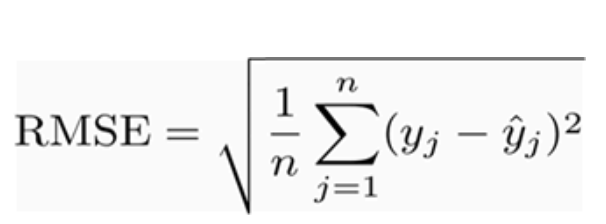 RMSE = √(1/n ∑_{j=1}^{n} (y_j − ŷ_j)²)